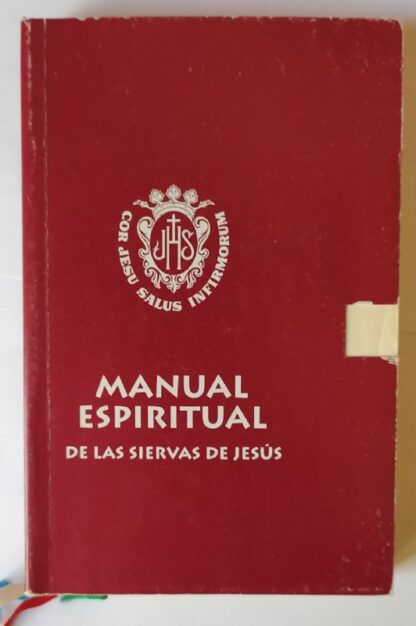 JHS
COR JESU SALUS INFIRMORUM
MANUAL
ESPIRITUAL
DE LAS SIERVAS DE JESÚS